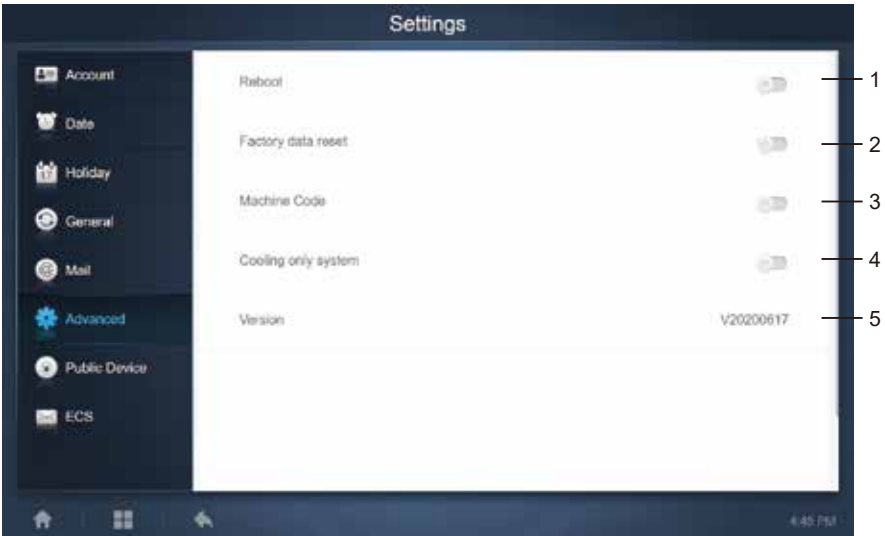 Settings
Account
Date
Holiday
General
Mail
Advanced
Public Device
ECS
Reboot 1
Factory data reset 2
Machine Code 3
Cooling only system 4
Version V20200617 5
4:45 PM